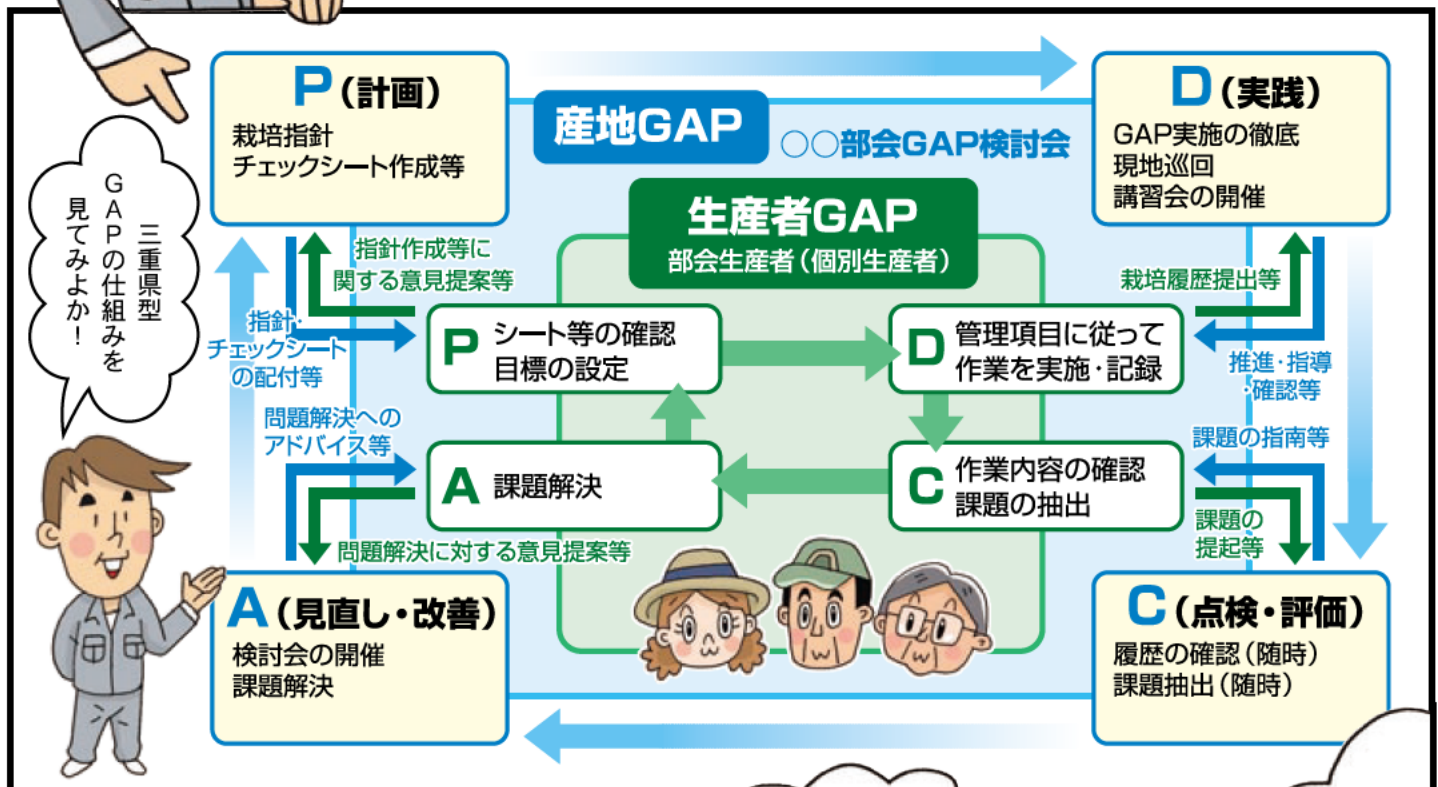 P（計画）
栽培指針
チェックシート作成等
産地GAP
○○部会GAP検討会
D（実践）
GAP実施の徹底
現地巡回
講習会の開催
三重県型
GAPの仕組みを
見てみよか！
生産者GAP
部会生産者（個別生産者）
指針作成等に
関する意見提案等
栽培履歴提出等
指針・
チェックシート
の配付等
P シート等の確認
目標の設定
D 管理項目に従って
作業を実施・記録
推進・指導
・確認等
問題解決への
アドバイス等
A 課題解決
C 作業内容の確認
課題の抽出
課題の指南等
課題の
提起等
問題解決に対する意見提案等
A（見直し・改善）
検討会の開催
課題解決
C（点検・評価）
履歴の確認（随時）
課題抽出（随時）